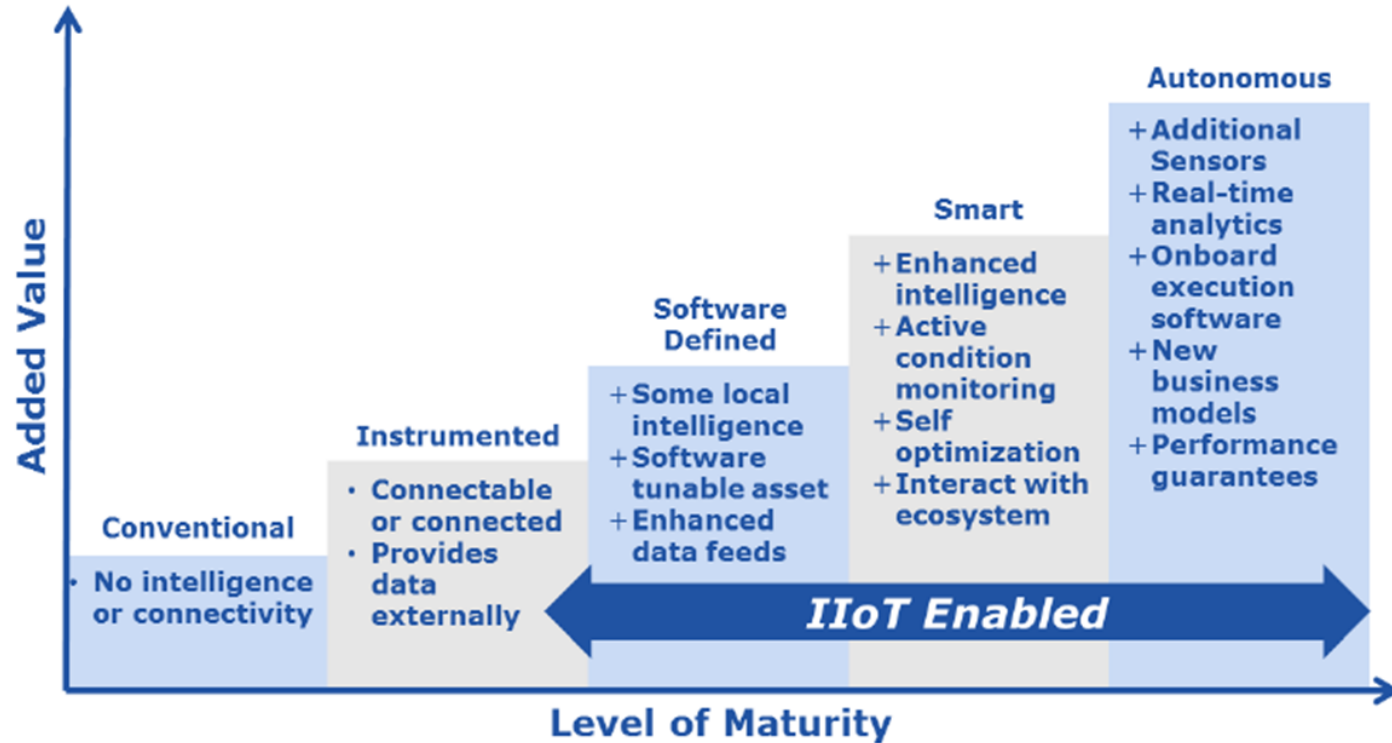 Added Value
Conventional
· No intelligence
or connectivity
Instrumented
· Connectable
or connected
· Provides
data
externally
Software
Defined
+Some local
intelligence
+Software
tunable asset
+Enhanced
data feeds
Smart
+Enhanced
intelligence
+Active
condition
monitoring
+Self
optimization
+Interact with
ecosystem
Autonomous
+Additional
Sensors
+Real-time
analytics
+Onboard
execution
software
+New
business
models
+Performance
guarantees
IIoT Enabled
Level of Maturity